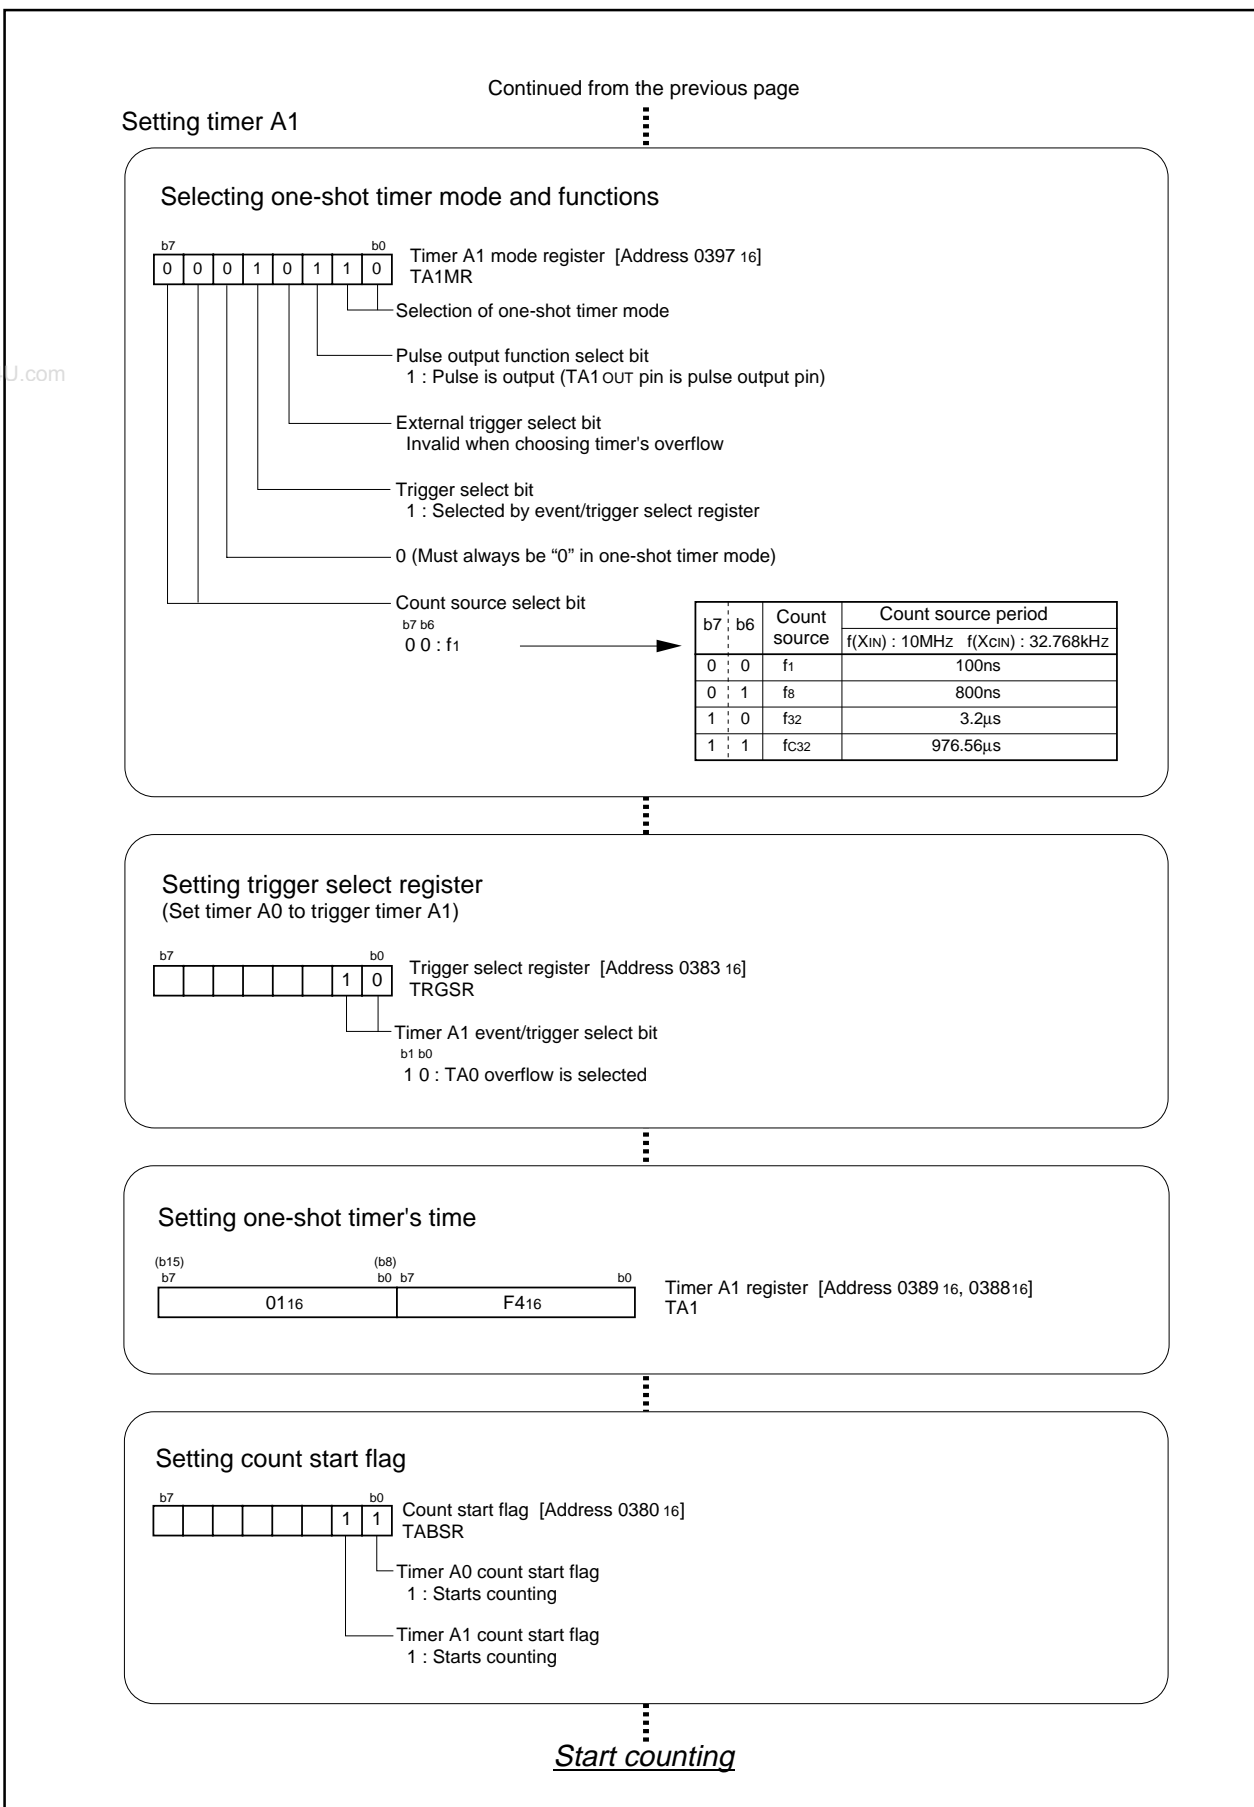 Continued from the previous page
Setting timer A1
Selecting one-shot timer mode and functions
b7 b0
0 0 0 1 0 1 1 0
Timer A1 mode register [Address 0397 16]
TA1MR
Selection of one-shot timer mode
Pulse output function select bit
1 : Pulse is output (TA1OUT pin is pulse output pin)
U.com
External trigger select bit
Invalid when choosing timer's overflow
Trigger select bit
1 : Selected by event/trigger select register
0 (Must always be “0” in one-shot timer mode)
Count source select bit
b7 b6
0 0 : f1
b7 b6 Count source Count source period
f(XIN) : 10MHz f(XCIN) : 32.768kHz
0 0 f1 100ns
0 1 f8 800ns
1 0 f32 3.2µs
1 1 fC32 976.56µs
Setting trigger select register
(Set timer A0 to trigger timer A1)
b7 b0
1 0
Trigger select register [Address 0383 16]
TRGSR
Timer A1 event/trigger select bit
b1 b0
1 0 : TA0 overflow is selected
Setting one-shot timer's time
(b15) (b8)
b7 b0 b7 b0
0116 F416
Timer A1 register [Address 0389 16, 038816]
TA1
Setting count start flag
b7 b0
1 1
Count start flag [Address 0380 16]
TABSR
Timer A0 count start flag
1 : Starts counting
Timer A1 count start flag
1 : Starts counting
Start counting